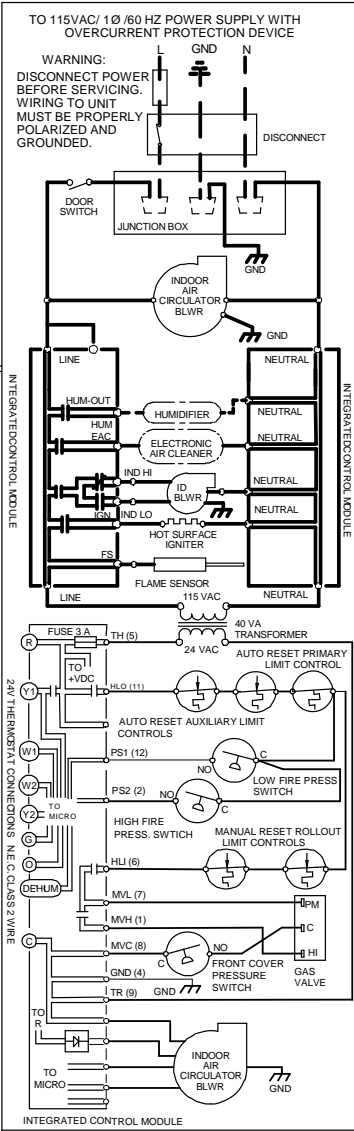 TO 115VAC/ 1 Ø /60 HZ POWER SUPPLY WITH
OVERCURRENT PROTECTION DEVICE
L
GND
N
WARNING:
DISCONNECT POWER
BEFORE SERVICING.
WIRING TO UNIT
MUST BE PROPERLY
POLARIZED AND
GROUNDED.
DISCONNECT
DOOR
SWITCH
JUNCTION BOX
GND
INDOOR
AIR
CIRCULATOR
BLWR
GND
LINE
NEUTRAL
INTEGRATEDCONTROL MODULE
INTEGRATEDCONTROL MODULE
HUM-OUT
HUMIDIFIER
NEUTRAL
HUM
EAC
ELECTRONIC
AIR CLEANER
NEUTRAL
IND HI
ID
BLWR
NEUTRAL
IGN
IND LO
HOT SURFACE
IGNITER
NEUTRAL
FS
FLAME SENSOR
LINE
115 VAC
NEUTRAL
40 VA
TRANSFORMER
24 VAC
FUSE 3 A
R
TH (5)
TO
+VDC
AUTO RESET PRIMARY
LIMIT CONTROL
Y1
HLO (11)
AUTO RESET AUXILIARY LIMIT
CONTROLS
24V THERMOSTAT CONNECTIONS N.E.C. CLASS 2 WIRE
W1
PS1 (12)
C
NO
LOW FIRE PRESS
SWITCH
W2
PS2 (2)
NO
C
Y2
TO
MICRO
HIGH FIRE
PRESS. SWTICH
G
MANUAL RESET ROLLOUT
LIMIT CONTROLS
O
HLI (6)
DEHUM
MVL (7)
PM
MVH (1)
C
C
MVC (8)
NO
C
HI
FRONT COVER
PRESSURE
SWITCH
GAS
VALVE
GND (4)
GND
TR (9)
TO
R
TO
MICRO
INDOOR
AIR
CIRCULATOR
BLWR
GND
INTEGRATED CONTROL MODULE